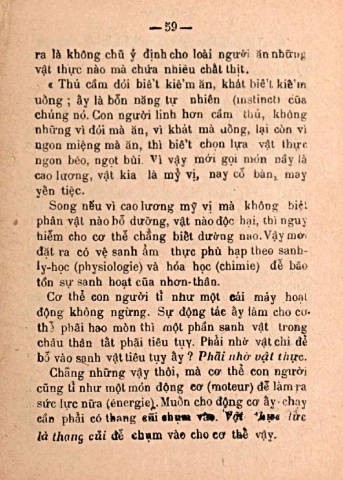 — 59 —
ra là không chũ ý định cho loài người ăn những
vật thực nào mà chứa nhiêu chất thịt.
« Thú cầm đói biết kiếm ăn, khát biết kiếm
uống ; ấy là bổn năng tự nhiên (instinct) của
chúng nó. Con người linh hơn cầm thú, không
những vì đói mà ăn, vì khát mà uống, lại còn vì
ngon miệng mà ăn, thì biết chọn lựa vật thực
ngon béo, ngọt bùi. Vì vậy mới gọi món nầy là
cao lương, vật kia là mỹ vị, nay cổ bàn, may
yến tiệc.
Song nếu vì cao lương mỹ vị mà không biết
phân vật nào bổ dưỡng, vật nào độc hại, thì nguy
hiểm cho cơ thể chẳng biết dường nao. Vậy mới
đặt ra có vệ sanh ẩm thực phù hạp theo sanh-
lý-học (physiologie) và hóa học (chimie) để bảo
tồn sự sanh hoạt của nhơn-thân.
Cơ thể con người tỉ như một cái máy hoạt
động không ngừng. Sự động tác ấy làm cho cơ-
thể phải hao mòn thì một phần sanh vật trong
châu thân tất phải tiêu tụy. Phải nhờ vật chi để
bổ vào sanh vật tiêu tụy ấy ? Phải nhờ vật thực.
Chẳng những vậy thôi, mà cơ thể con người
cũng tỉ như một món động cơ (moteur) để làm ra
sức lực nữa (énergie). Muốn cho động cơ ấy chạy
cần phải có thang củi chụm vào. Vật thực tức
là thang củi để chụm vào cho cơ thể vậy.